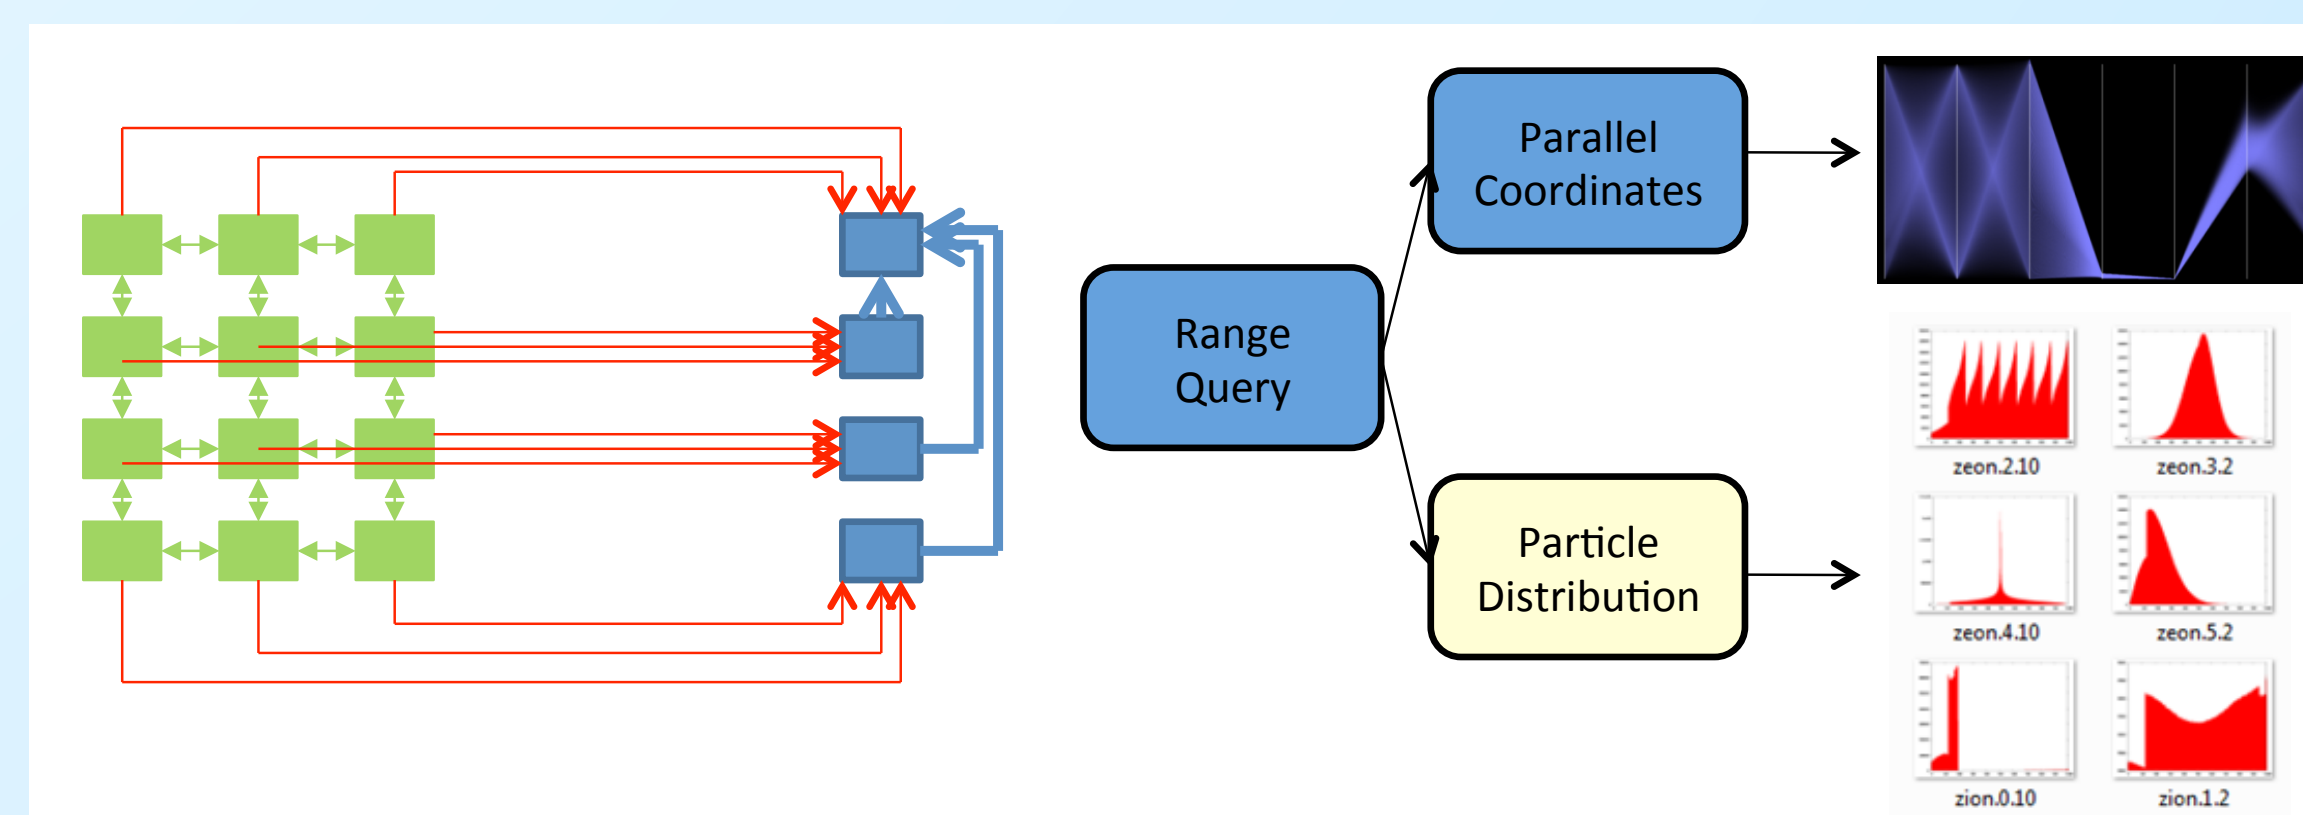 Parallel
Coordinates
Range
Query
Particle
Distribution
zeon.2.10
zeon.3.2
zeon.4.10
zeon.5.2
zion.0.10
zion.1.2